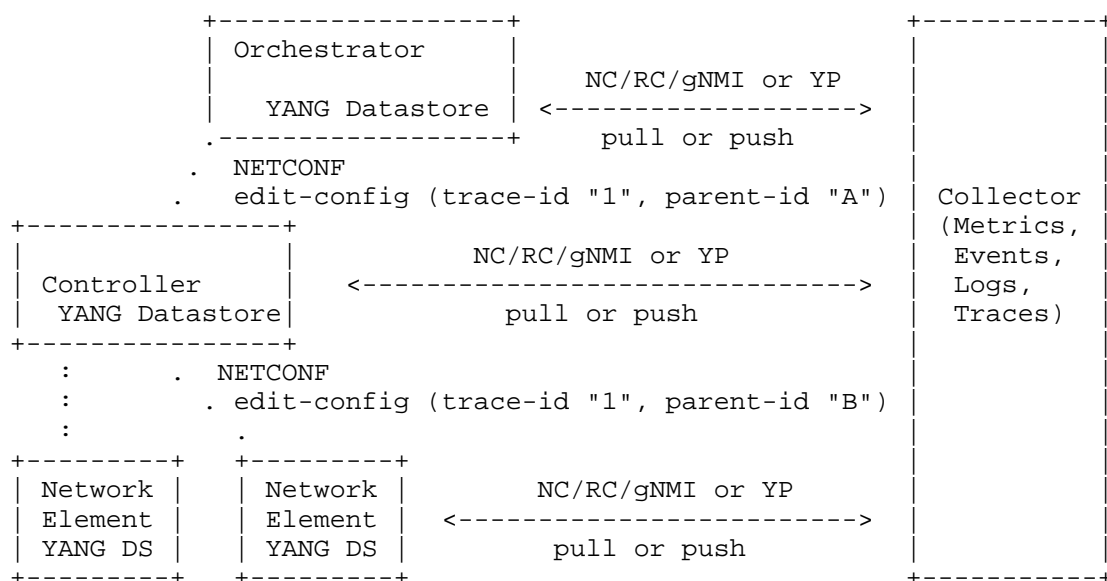 Orchestrator
NC/RC/gNMI or YP
YANG Datastore <------------------->
pull or push
NETCONF
edit-config (trace-id "1", parent-id "A") Collector
(Metrics,
NC/RC/gNMI or YP Events,
Controller <-------------------------------> Logs,
YANG Datastore pull or push Traces)
NETCONF
edit-config (trace-id "1", parent-id "B")
Network Network NC/RC/gNMI or YP
Element Element <------------------------->
YANG DS YANG DS pull or push